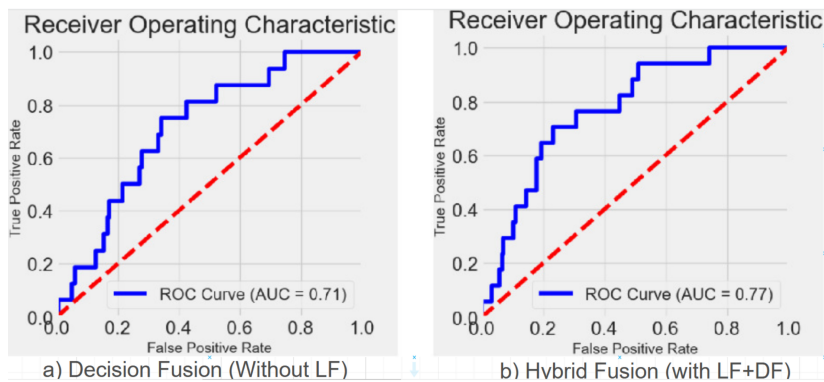 Receiver Operating Characteristic
1.0
0.8
0.6
0.4
0.2
0.0
True Positive Rate
ROC Curve (AUC = 0.71)
0.0 0.2 0.4 0.6 0.8 1.0
False Positive Rate
a) Decision Fusion (Without LF)
Receiver Operating Characteristic
1.0
0.8
0.6
0.4
0.2
0.0
True Positive Rate
ROC Curve (AUC = 0.77)
0.0 0.2 0.4 0.6 0.8 1.0
False Positive Rate
b) Hybrid Fusion (with LF+DF)